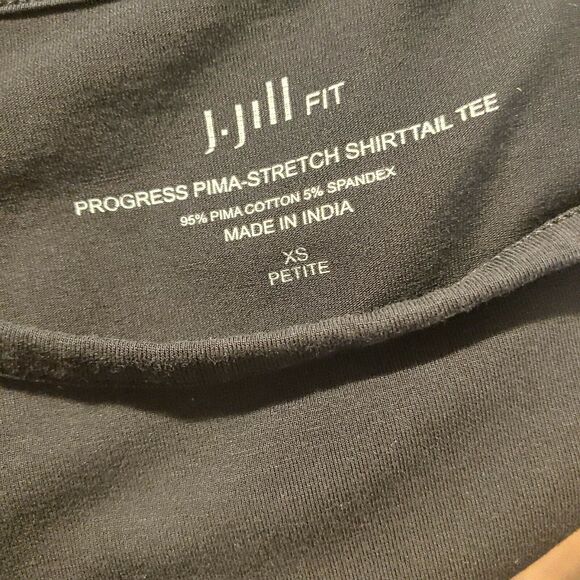 J.Jill FIT
PROGRESS PIMA-STRETCH SHIRTTAIL TEE
95% PIMA COTTON 5% SPANDEX
MADE IN INDIA
XS
PETITE